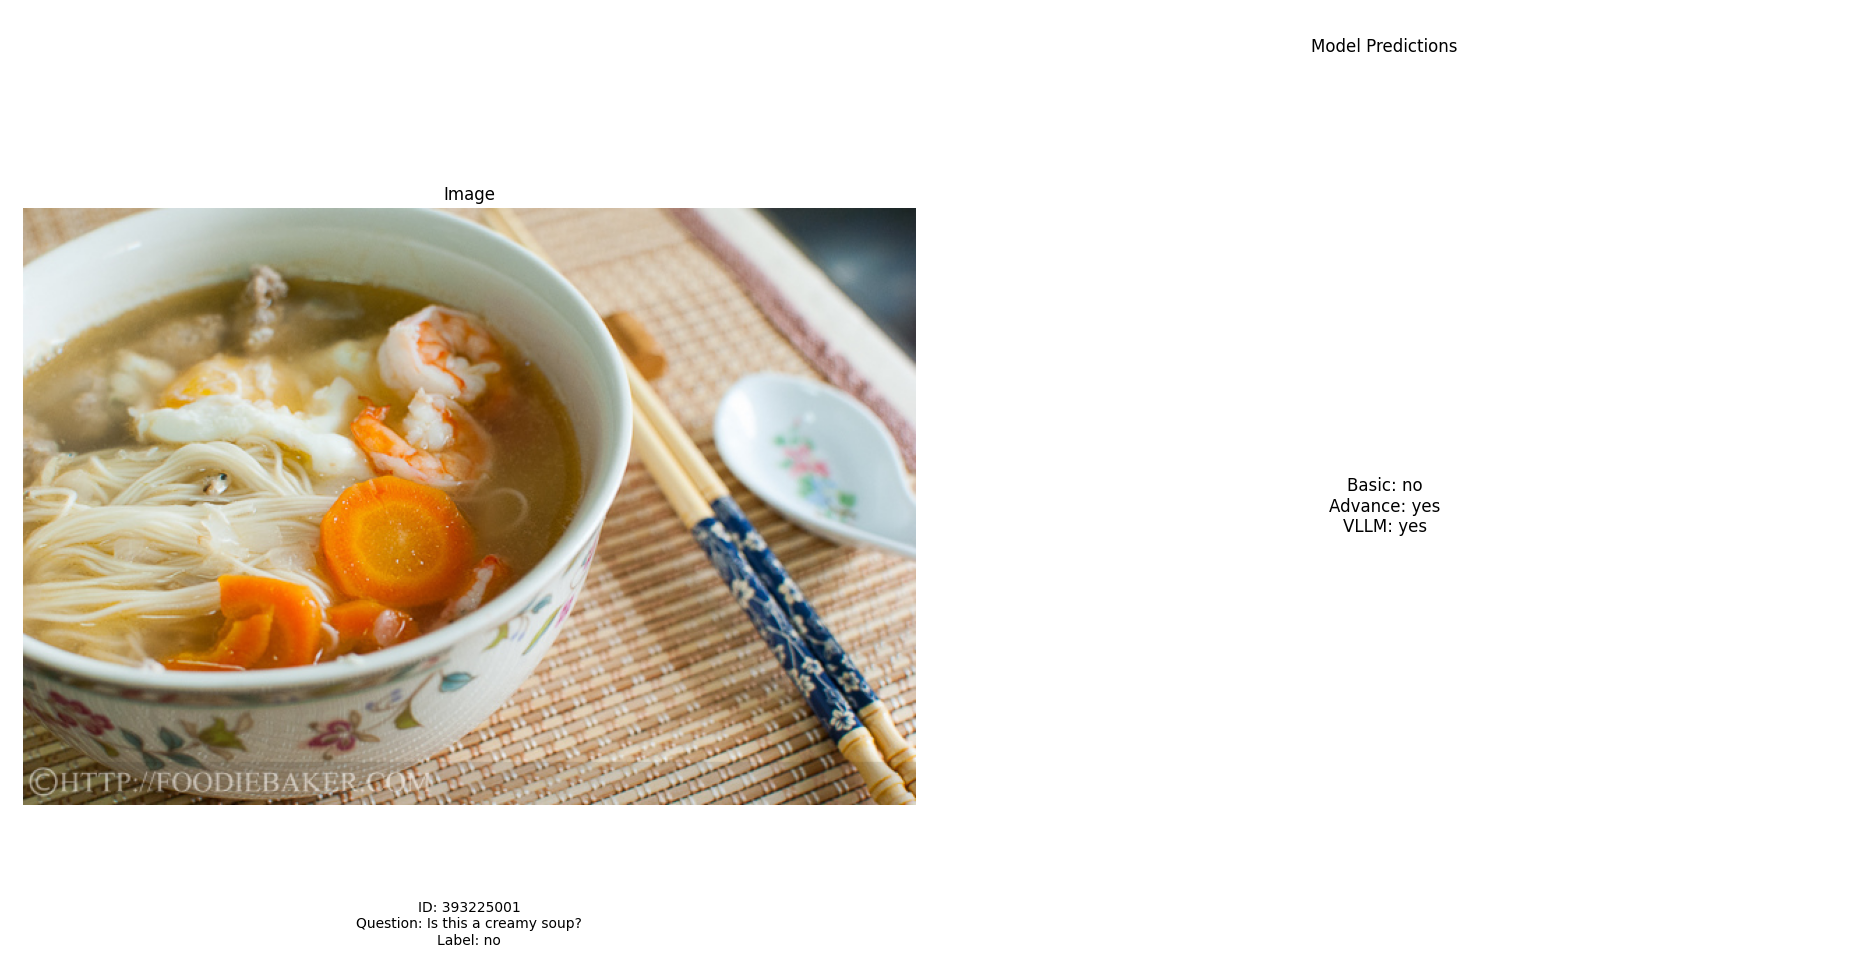 Model Predictions
Image
©HTTP://FOODIEBAKER.COM
Basic: no
Advance: yes
VLLM: yes
ID: 393225001
Question: Is this a creamy soup?
Label: no